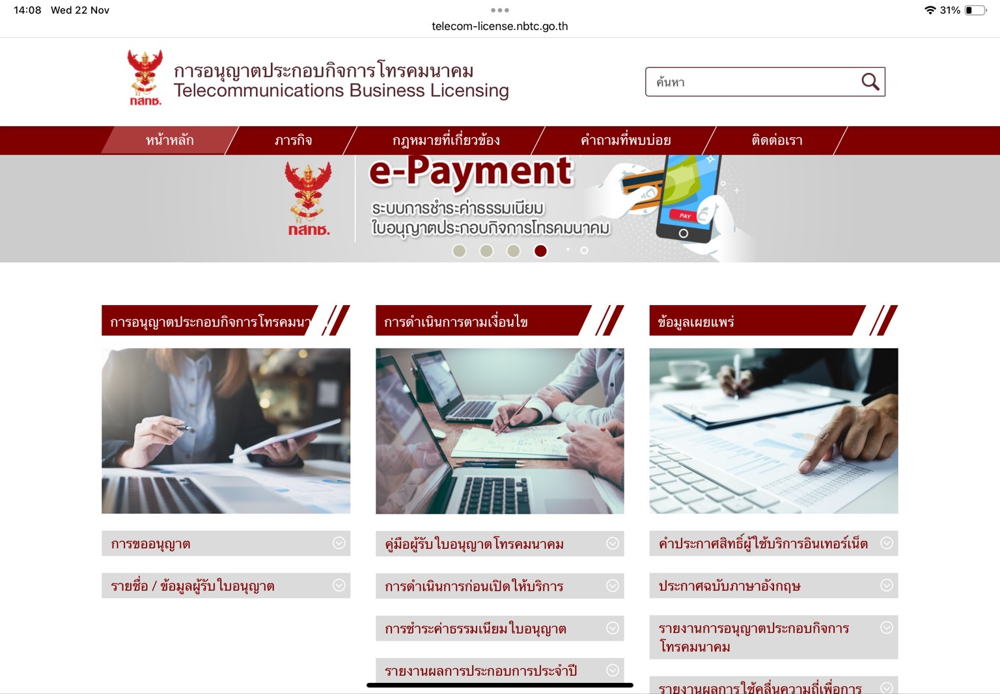 14:08 Wed 22 Nov
31%
telecom-license.nbtc.go.th
กสทช.
การอนุญาตประกอบกิจการโทรคมนาคม
Telecommunications Business Licensing
ค้นหา
หน้าหลัก
ภารกิจ
กฎหมายที่เกี่ยวข้อง
คำถามที่พบบ่อย
ติดต่อเรา
กสทช.
e-Payment
ระบบการชำระค่าธรรมเนียม
ใบอนุญาตประกอบกิจการโทรคมนาคม
PAY
การอนุญาตประกอบกิจการโทรคมนา
การขออนุญาต
รายชื่อ / ข้อมูลผู้รับใบอนุญาต
การดำเนินการตามเงื่อนไข
คู่มือผู้รับใบอนุญาตโทรคมนาคม
การดำเนินการก่อนเปิดให้บริการ
การชำระค่าธรรมเนียมใบอนุญาต
รายงานผลการประกอบการประจำปี
ข้อมูลเผยแพร่
คำประกาศสิทธิ์ผู้ใช้บริการอินเทอร์เน็ต
ประกาศฉบับภาษาอังกฤษ
รายงานการอนุญาตประกอบกิจการ
โทรคมนาคม
รายงานผลการใช้คลื่นความถี่เพื่อการ